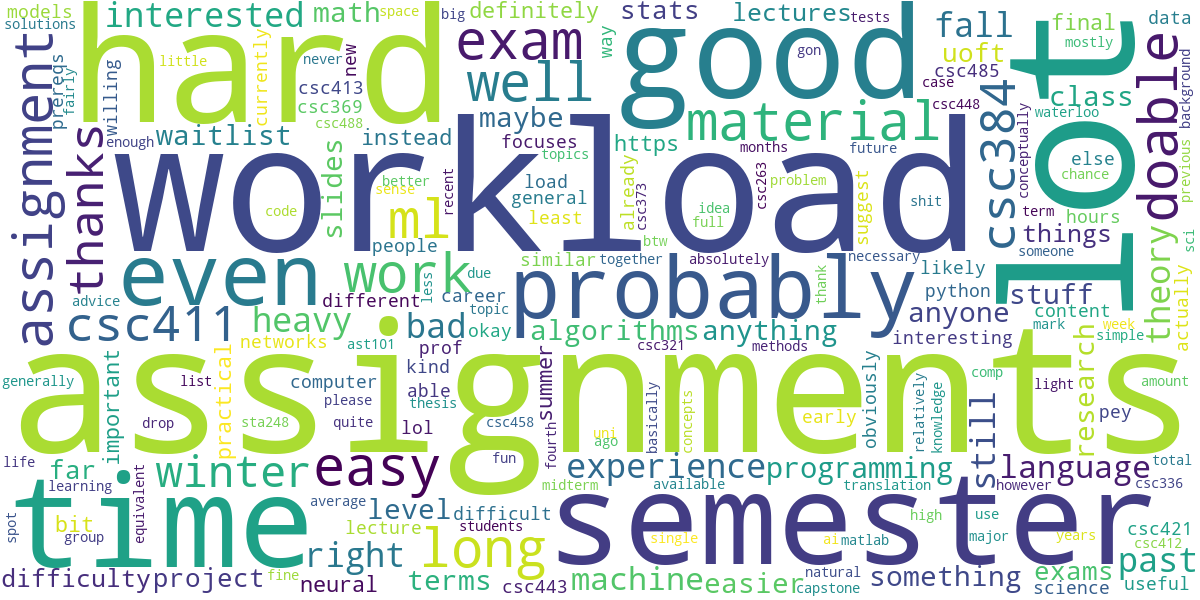 models
solutions
hard
interested
math
space
big
definitely
stats
lectures
tests
fall
data
final
mostly
assignment
prereqs
fairly
willing
little
currently
never
new
csc413
csc369
csc488
exam
well
way
good
gon
uoft
csc485
csc384
case
csc448
lot
class
waterloo
doable
background
previous
sci
thanks
enough
waitlist
slides
instead
maybe
focuses
topics
https
material
months
future
workload
code
better
sense
ml
people
recent
load
general
least
already
csc373
btw
idea
full
csc263
problem
suggest
shit
necessary
conceptually
else
chance
term
hours
things
someone
theory
actually
even
work
due
less
similar
together
absolutely
thank
probably
likely
python
anyone
stuff
content
mark
week
simple
advice
csc411
heavy
different
career
topic
bad
okay
algorithms
anything
interesting
research
networks
ast101
prof
kind
able
csc321
methods
assignments
generally
important
list
practical
computer
please
drop
sta248
quite
thesis
lol
csc458
summer
fourth
uni
ago
basically
concepts
early
obviously
relatively
knowledge
comp
light
still
pey
amount
life
far
learning
winter
equivalent
easy
fun
midterm
experience
available
programming
translation
language
however
total
csc336
spot
bit
group
time
average
level
difficult
lecture
students
right
long
semester
single
ai
matlab
high
use
major
years
csc421
csc412
past
difficulty
project
fine
neural
terms
csc443
machine
easier
natural
capstone
something
exams
science
useful